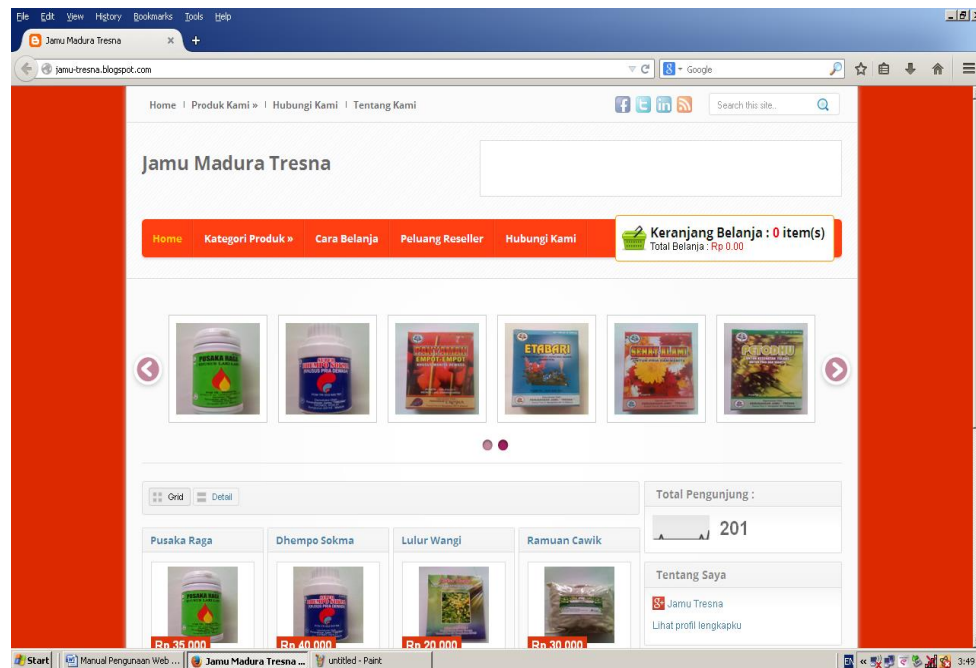 File Edit View History Bookmarks Tools Help
Jamu Madura Tresna
jamu-tresna.blogspot.com
Google
Home | Produk Kami » | Hubungi Kami | Tentang Kami
Search this site..
Jamu Madura Tresna
Home Kategori Produk » Cara Belanja Peluang Reseller Hubungi Kami
Keranjang Belanja : 0 item(s)
Total Belanja : Rp 0.00
PUSAKA RAGA
EMPOT-EMPOT
ETABARI
SEHAT ALAMI
Grid Detail
Total Pengunjung :
201
Pusaka Raga Dhempo Sokma Lulur Wangi Ramuan Cawik
Rp 35.000 Rp 40.000 Rp 20.000 Rp 30.000
Tentang Saya
Jamu Tresna
Lihat profil lengkapku
Start Manual Pengunaan Web ... Jamu Madura Tresna ... untitled - Paint EN 3:49